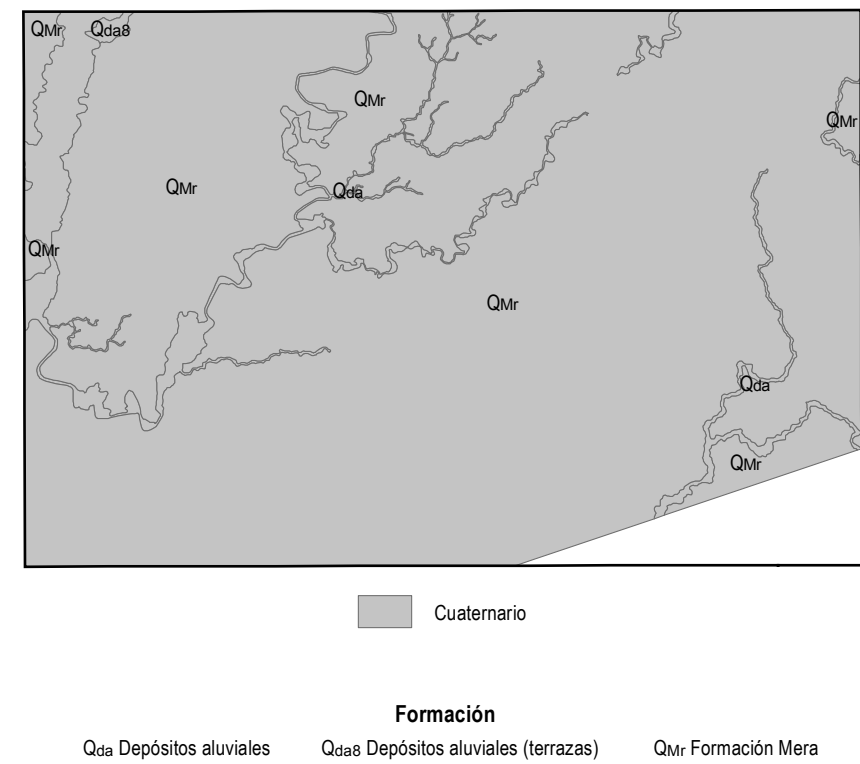 QMr Qda8
QMr
QMr
QMr
Qda
QMr
QMr
Qda
QMr
Cuaternario
Formación
Qda Depósitos aluviales Qda8 Depósitos aluviales (terrazas) QMr Formación Mera